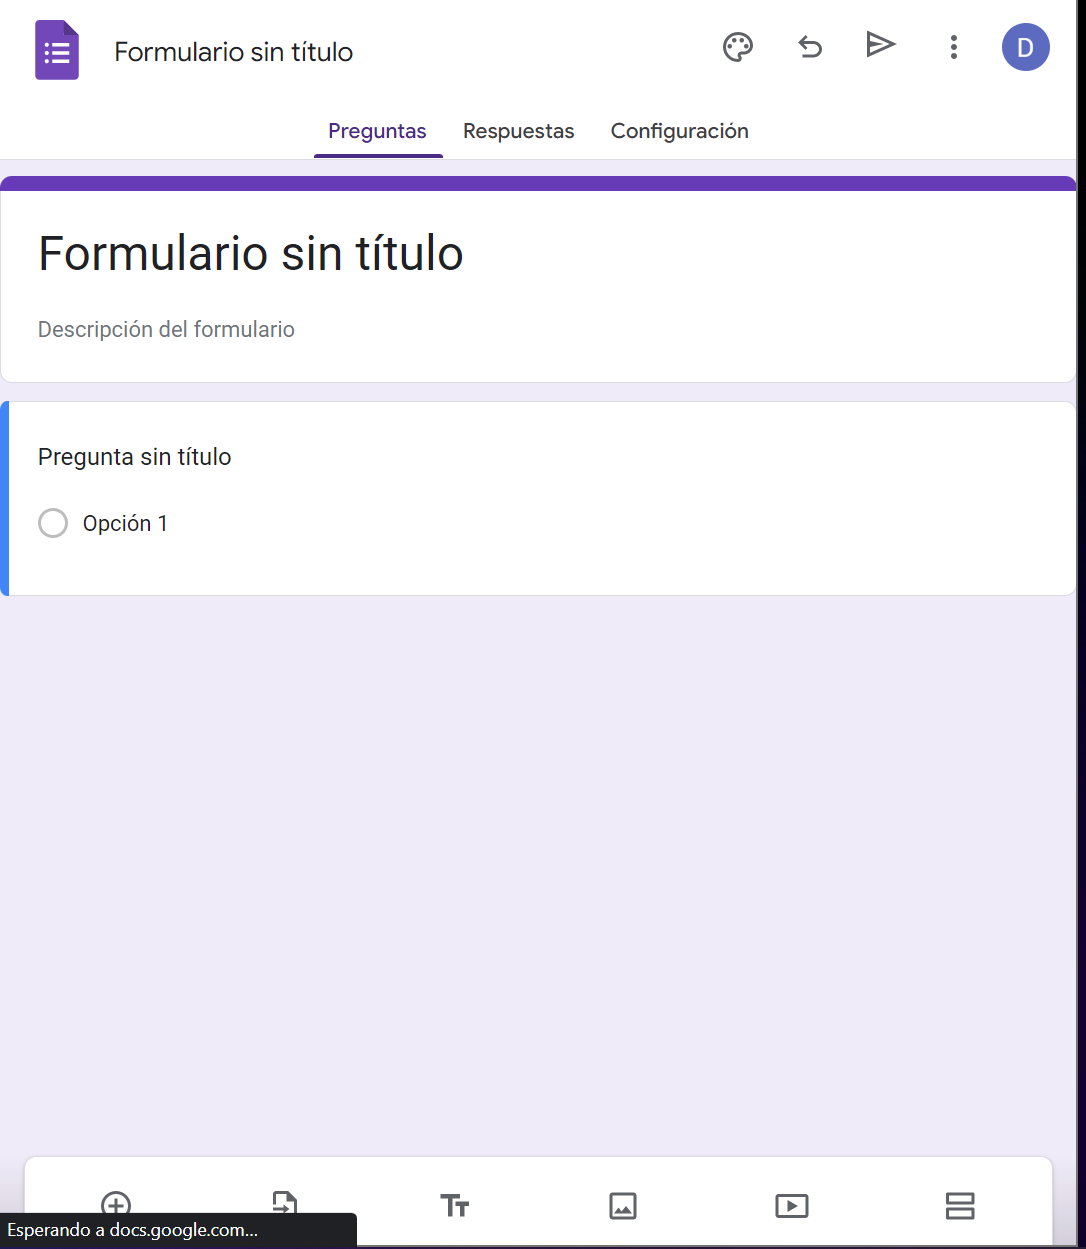 Formulario sin título
D
Preguntas
Respuestas
Configuración
Formulario sin título
Descripción del formulario
Pregunta sin título
Opción 1
Tт
Esperando a docs.google.com...